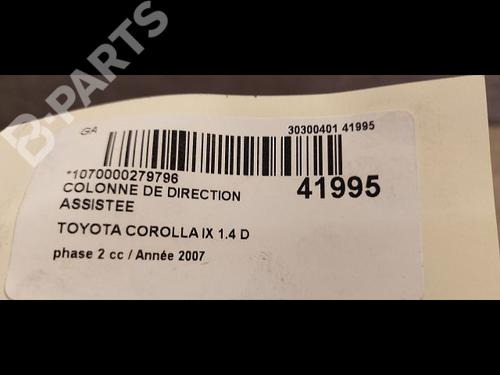 B-PARTS
GA
30300401 41995
*1070000279796
41995
COLONNE DE DIRECTION
ASSISTEE
TOYOTA COROLLA IX 1.4 D
phase 2 cc / Année 2007